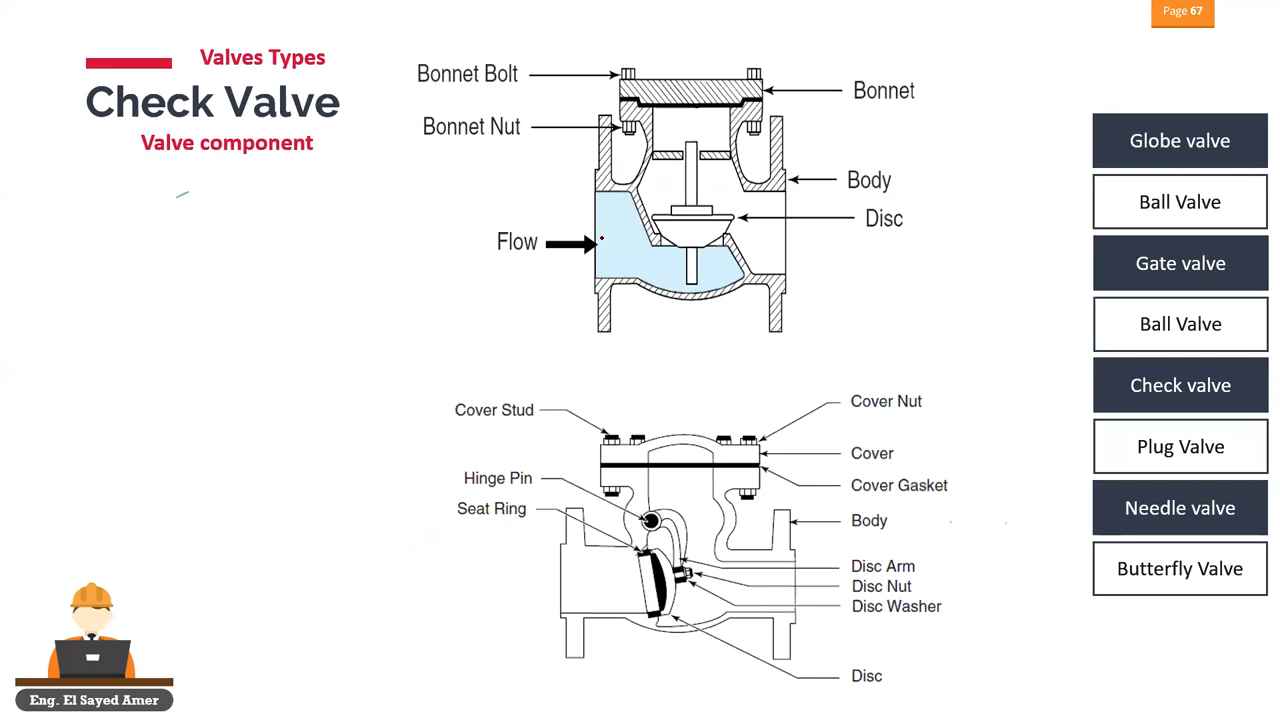 Page 67
Valves Types
Check Valve
Valve component
Bonnet Bolt
Bonnet
Bonnet Nut
Body
Disc
Flow
Cover Stud
Cover Nut
Cover
Hinge Pin
Cover Gasket
Seat Ring
Body
Disc Arm
Disc Nut
Disc Washer
Disc
Globe valve
Ball Valve
Gate valve
Ball Valve
Check valve
Plug Valve
Needle valve
Butterfly Valve
Eng. El Sayed Amer